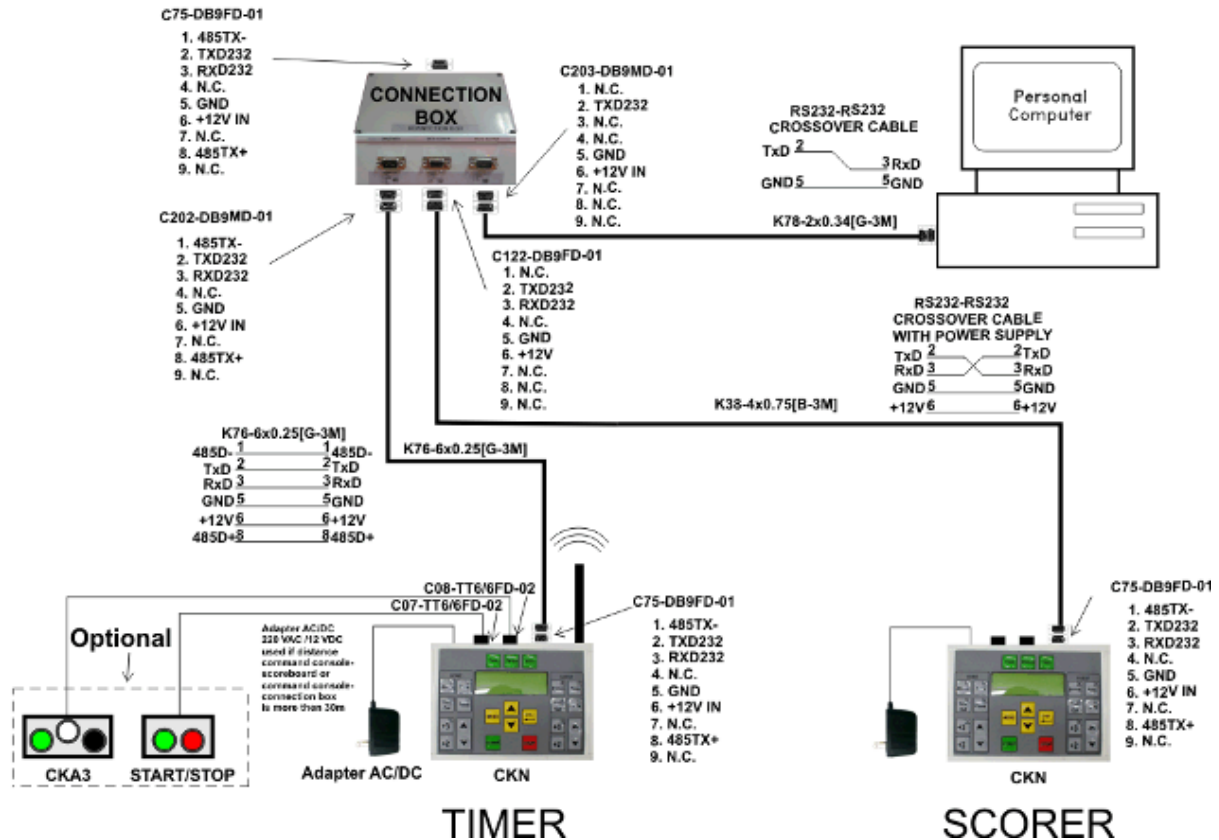 C75-DB9FD-01
1. 485TX-
2. TXD232
3. RXD232
4. N.C.
5. GND
6. +12V IN
7. N.C.
8. 485TX+
9. N.C.
CONNECTION
BOX
C203-DB9MD-01
1. N.C.
2. TXD232
3. N.C.
4. N.C.
5. GND
6. +12V IN
7. N.C.
8. N.C.
9. N.C.
RS232-RS232
CROSSOVER CABLE
TxD 2
3 RxD
GND 5 5 GND
Personal
Computer
K78-2x0.34[G-3M]
C202-DB9MD-01
1. 485TX-
2. TXD232
3. RXD232
4. N.C.
5. GND
6. +12V IN
7. N.C.
8. 485TX+
9. N.C.
C122-DB9FD-01
1. N.C.
2. TXD232
3. RXD232
4. N.C.
5. GND
6. +12V
7. N.C.
8. N.C.
9. N.C.
RS232-RS232
CROSSOVER CABLE
WITH POWER SUPPLY
TxD 2 2 TxD
RxD 3 3 RxD
GND 5 5 GND
+12V 6 6 +12V
K38-4x0.75[B-3M]
K76-6x0.25[G-3M]
485D- 1 1 485D-
TxD 2 2 TxD
RxD 3 3 RxD
GND 5 5 GND
+12V 6 6 +12V
485D+ 8 8 485D+
K76-6x0.25[G-3M]
C08-TT6/6FD-02
C07-TT6/6FD-02
Optional
Adapter AC/DC
220 VAC /12 VDC
used if distance
command console-
scoreboard or
command console-
connection box
is more than 30m
C75-DB9FD-01
1. 485TX-
2. TXD232
3. RXD232
4. N.C.
5. GND
6. +12V IN
7. N.C.
8. 485TX+
9. N.C.
C75-DB9FD-01
1. 485TX-
2. TXD232
3. RXD232
4. N.C.
5. GND
6. +12V IN
7. N.C.
8. 485TX+
9. N.C.
CKA3
START/STOP
Adapter AC/DC
CKN
CKN
TIMER
SCORER